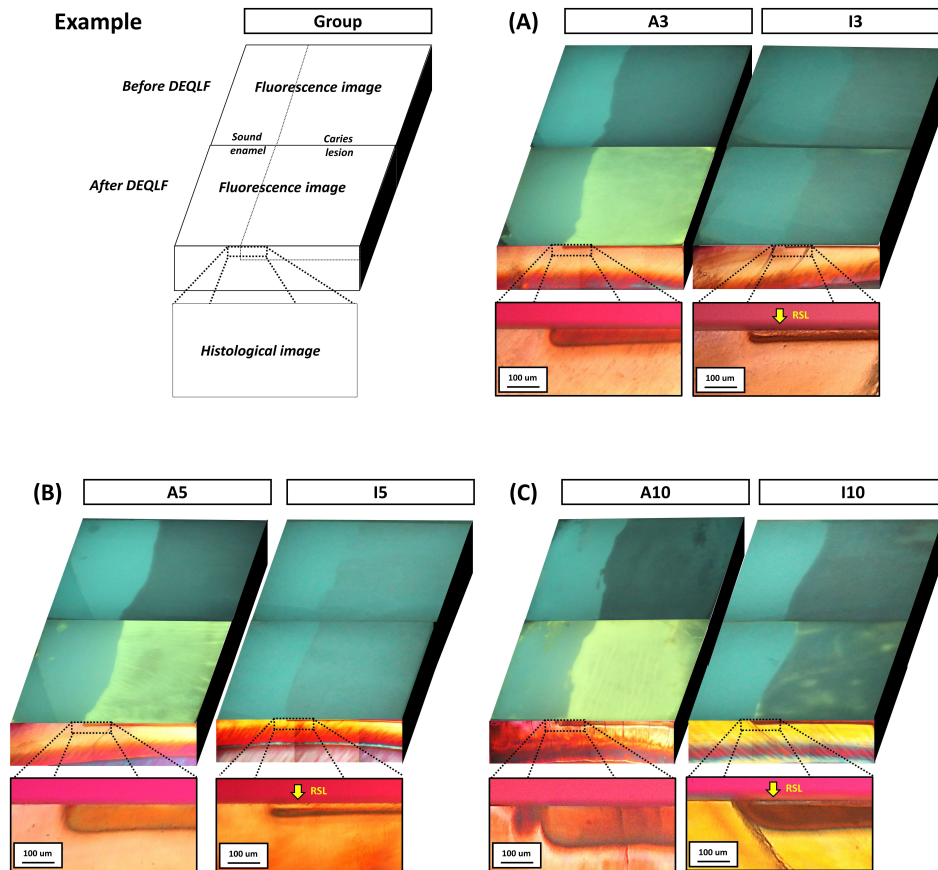 Example
Group
Before DEQLF
Fluorescence image
Sound
enamel
Caries
lesion
After DEQLF
Fluorescence image
Histological image
(A)
A3
I3
RSL
100 um
100 um
(B)
A5
I5
RSL
100 um
100 um
(C)
A10
I10
RSL
100 um
100 um